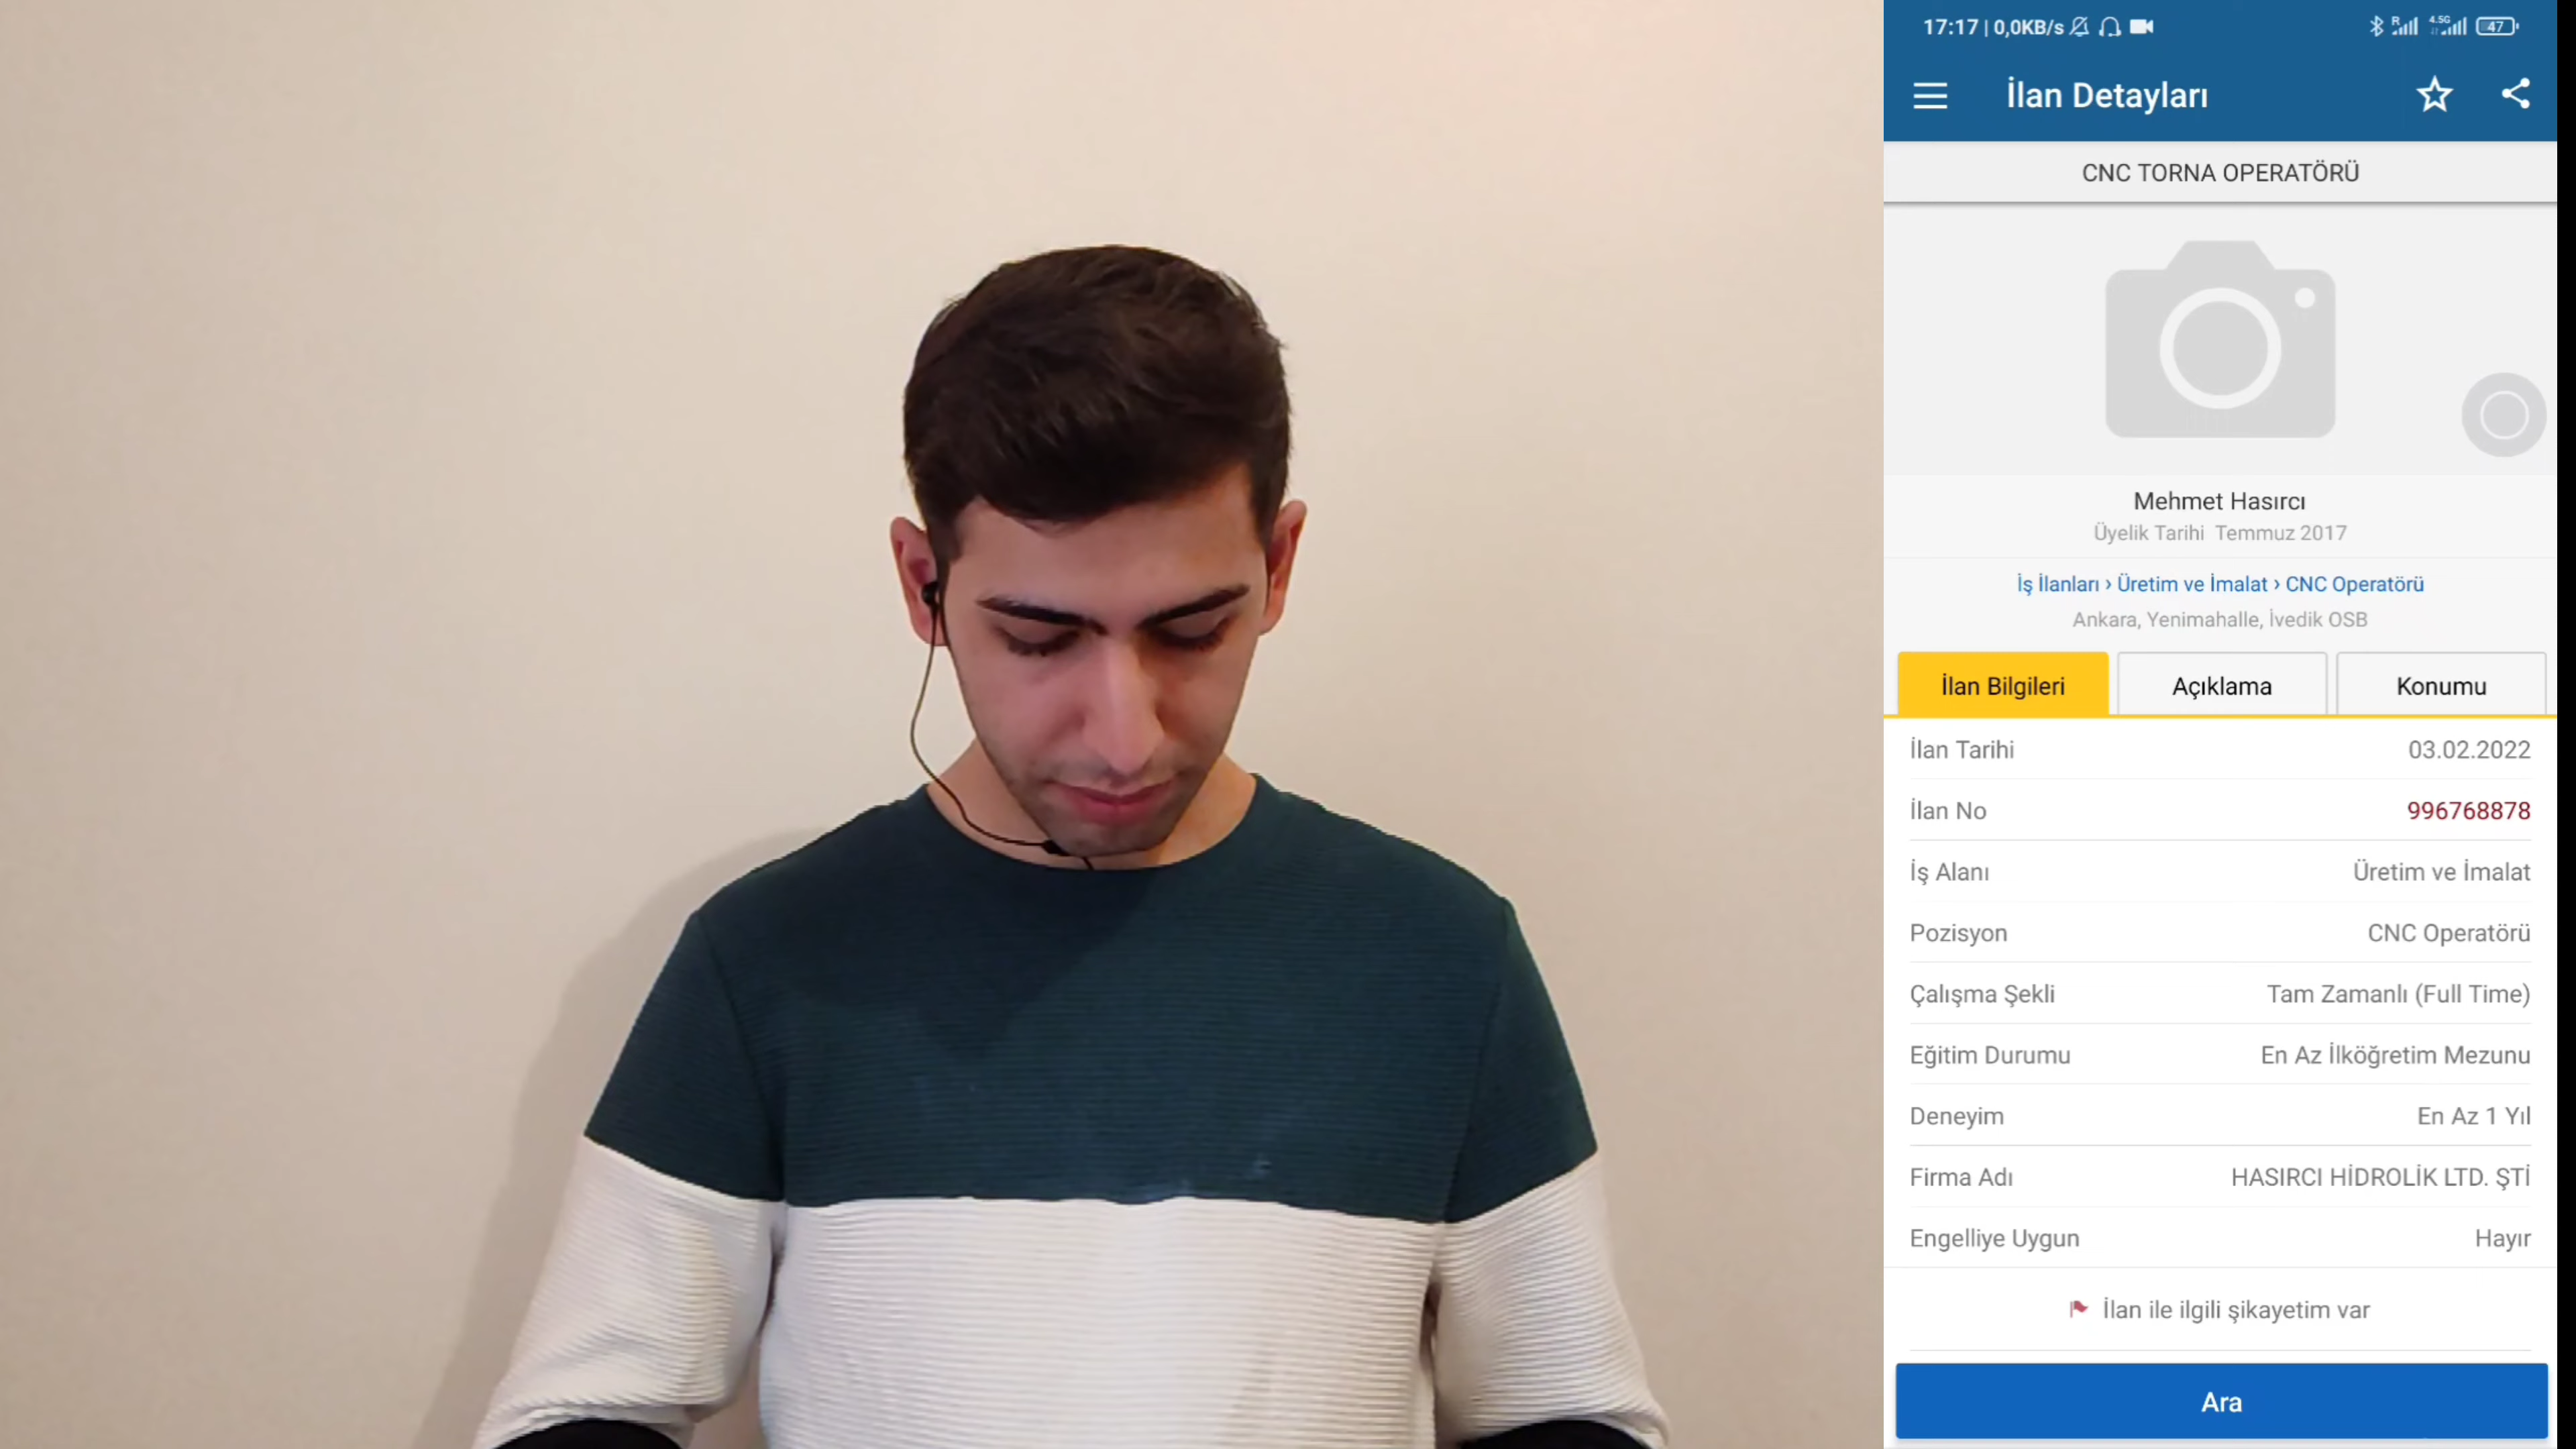 17:17 | 0,0KB/s
R 4.5G 47
İlan Detayları
CNC TORNA OPERATÖRÜ
Mehmet Hasırcı
Üyelik Tarihi Temmuz 2017
İş İlanları › Üretim ve İmalat › CNC Operatörü
Ankara, Yenimahalle, İvedik OSB
İlan Bilgileri Açıklama Konumu
İlan Tarihi 03.02.2022
İlan No 996768878
İş Alanı Üretim ve İmalat
Pozisyon CNC Operatörü
Çalışma Şekli Tam Zamanlı (Full Time)
Eğitim Durumu En Az İlköğretim Mezunu
Deneyim En Az 1 Yıl
Firma Adı HASIRCI HİDROLİK LTD. ŞTİ
Engelliye Uygun Hayır
İlan ile ilgili şikayetim var
Ara